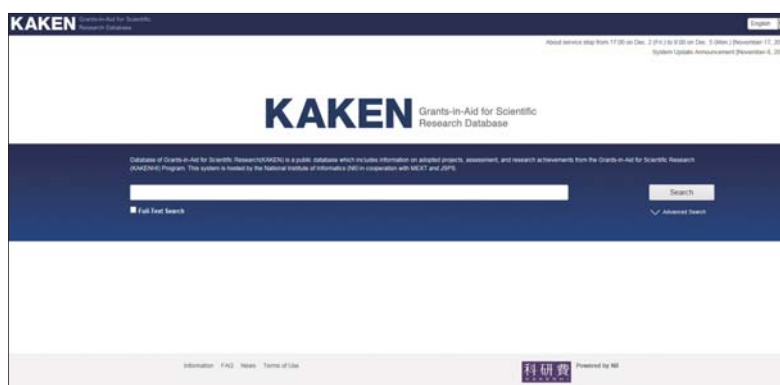 KAKEN Grants-in-Aid for Scientific
Research Database
English
About service stop from 17:00 on Dec. 2 (Fri.) to 9:00 on Dec. 5 (Mon.) [November 17, 20
System Update Announcement [November 6, 20
KAKEN Grants-in-Aid for Scientific
Research Database
Database of Grants-in-Aid for Scientific Research(KAKEN) is a public database which includes information on adopted projects, assessment, and research achievements from the Grants-in-Aid for Scientific Research
(KAKENHI) Program. This system is hosted by the National Institute of Informatics (NII)in cooperation with MEXT and JSPS.
Search
Full-Text Search
Advanced Search
Information FAQ News Terms of Use
科研費
KAKENHI
Powered by NII